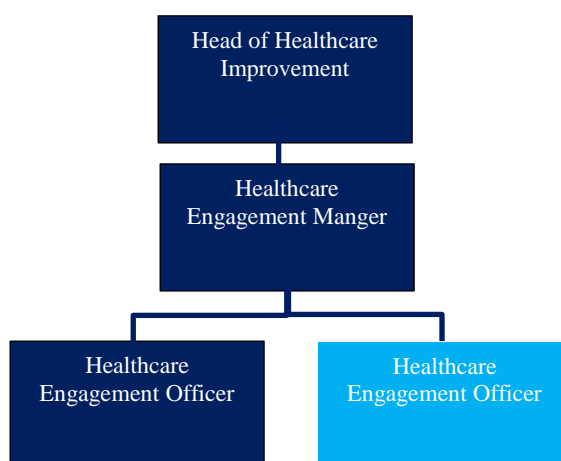 Head of Healthcare
Improvement
Healthcare
Engagement Manger
Healthcare
Engagement Officer
Healthcare
Engagement Officer